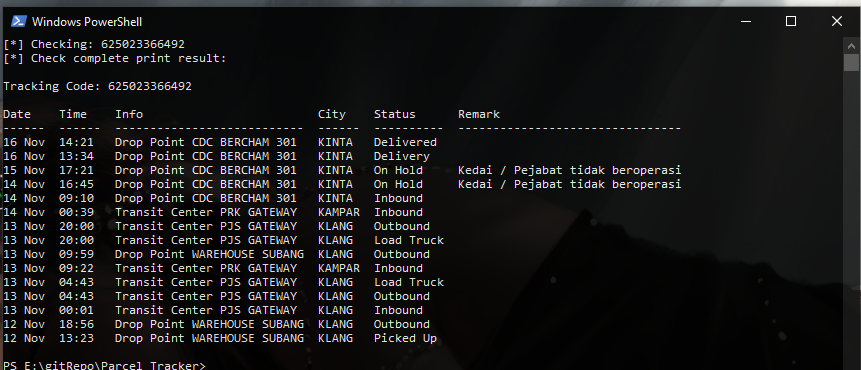 Windows PowerShell
[*] Checking: 625023366492
[*] Check complete print result:
Tracking Code: 625023366492
Date    Time    Info                         City    Status      Remark
------  ------  ---------------------------  ------  ----------  --------------------------------
16 Nov  14:21   Drop Point CDC BERCHAM 301   KINTA   Delivered
16 Nov  13:34   Drop Point CDC BERCHAM 301   KINTA   Delivery
15 Nov  17:21   Drop Point CDC BERCHAM 301   KINTA   On Hold     Kedai / Pejabat tidak beroperasi
14 Nov  16:45   Drop Point CDC BERCHAM 301   KINTA   On Hold     Kedai / Pejabat tidak beroperasi
14 Nov  09:10   Drop Point CDC BERCHAM 301   KINTA   Inbound
14 Nov  00:39   Transit Center PRK GATEWAY   KAMPAR  Inbound
13 Nov  20:00   Transit Center PJS GATEWAY   KLANG   Outbound
13 Nov  20:00   Transit Center PJS GATEWAY   KLANG   Load Truck
13 Nov  09:59   Drop Point WAREHOUSE SUBANG  KLANG   Outbound
13 Nov  09:22   Transit Center PRK GATEWAY   KAMPAR  Inbound
13 Nov  04:43   Transit Center PJS GATEWAY   KLANG   Load Truck
13 Nov  04:43   Transit Center PJS GATEWAY   KLANG   Outbound
13 Nov  00:01   Transit Center PJS GATEWAY   KLANG   Inbound
12 Nov  18:56   Drop Point WAREHOUSE SUBANG  KLANG   Outbound
12 Nov  13:23   Drop Point WAREHOUSE SUBANG  KLANG   Picked Up
PS E:\gitRepo\Parcel Tracker>